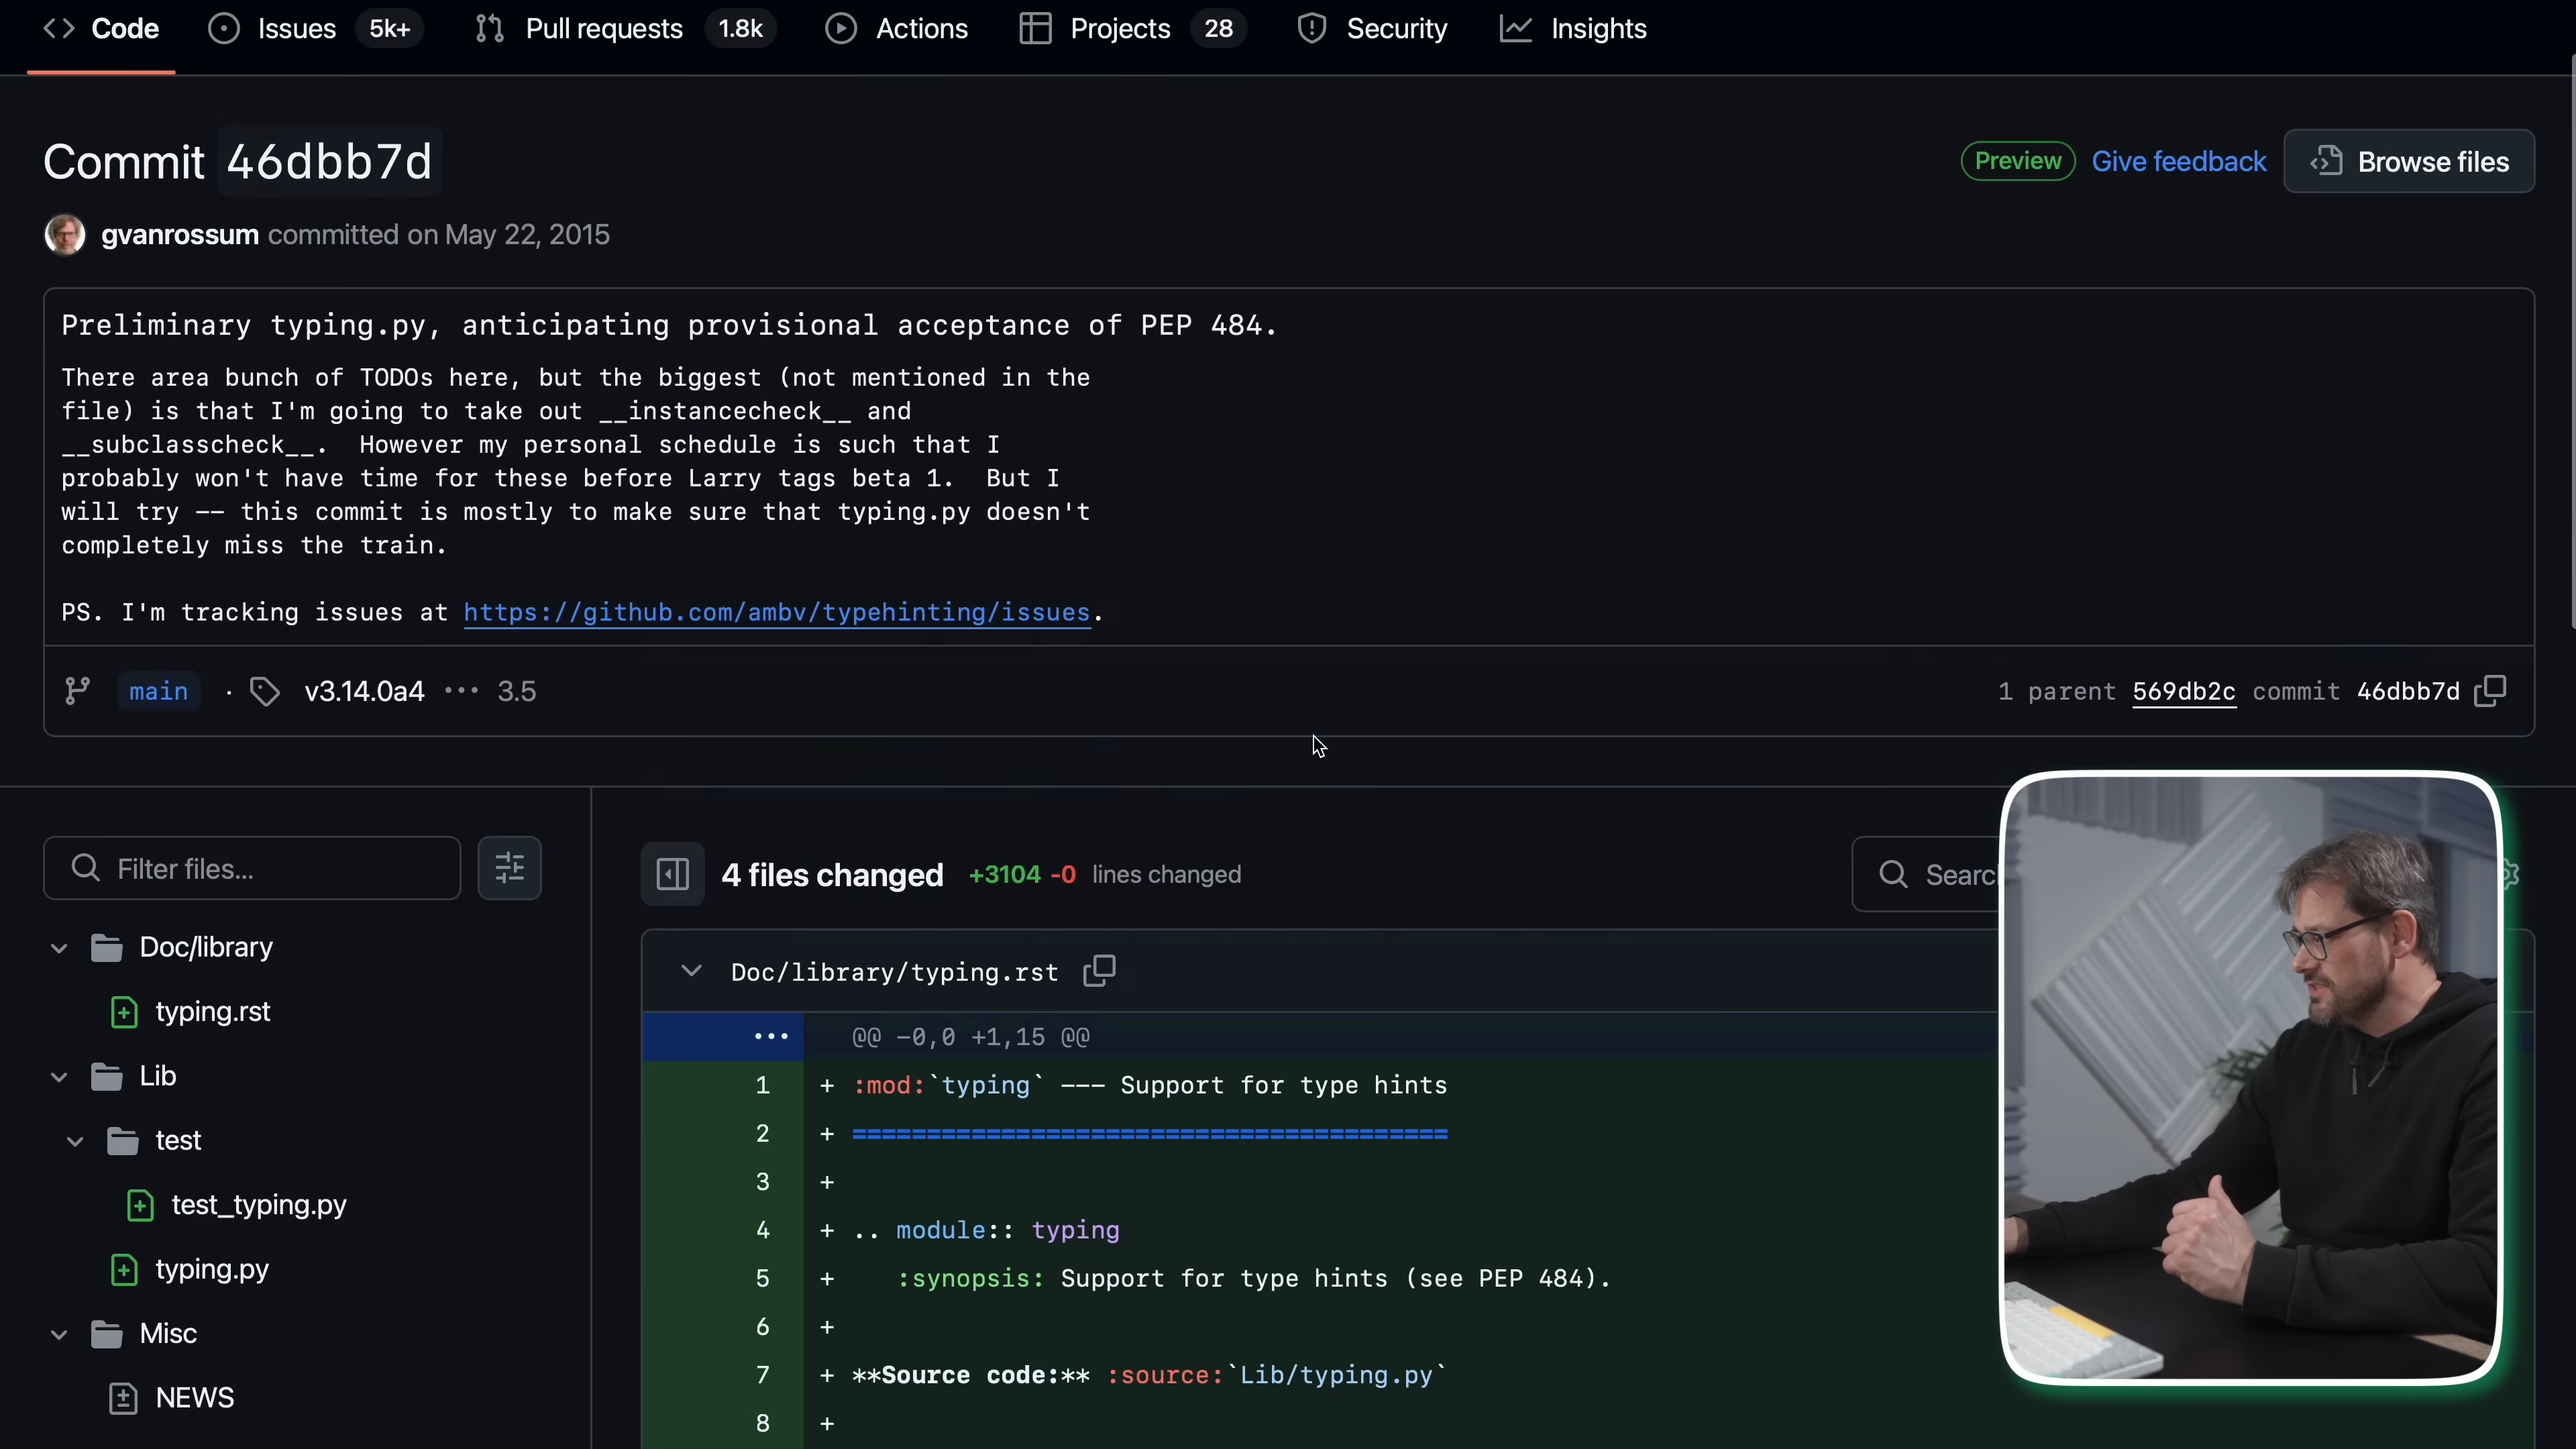 Code Issues 5k+ Pull requests 1.8k Actions Projects 28 Security Insights
Commit 46dbb7d
Preview Give feedback Browse files
gvanrossum committed on May 22, 2015
Preliminary typing.py, anticipating provisional acceptance of PEP 484.
There area bunch of TODOs here, but the biggest (not mentioned in the
file) is that I'm going to take out __instancecheck__ and
__subclasscheck__.  However my personal schedule is such that I
probably won't have time for these before Larry tags beta 1.  But I
will try -- this commit is mostly to make sure that typing.py doesn't
completely miss the train.
PS. I'm tracking issues at https://github.com/ambv/typehinting/issues.
main · v3.14.0a4 ··· 3.5
1 parent 569db2c commit 46dbb7d
Filter files...
Doc/library
typing.rst
Lib
test
test_typing.py
typing.py
Misc
NEWS
4 files changed +3104 -0 lines changed
Searc
Doc/library/typing.rst
··· @@ -0,0 +1,15 @@
1 + :mod:`typing` --- Support for type hints
2 + ========================================
3 +
4 + .. module:: typing
5 +    :synopsis: Support for type hints (see PEP 484).
6 +
7 + **Source code:** :source:`Lib/typing.py`
8 +